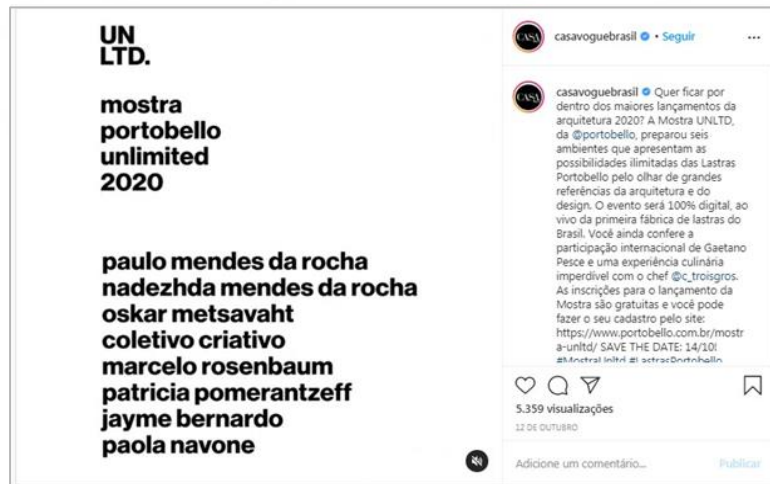 UN
LTD.
mostra
portobello
unlimited
2020
paulo mendes da rocha
nadezhda mendes da rocha
oskar metsavaht
coletivo criativo
marcelo rosenbaum
patricia pomerantzeff
jayme bernardo
paola navone
CASA
casavoguebrasil • Seguir
CASA
casavoguebrasil Quer ficar por
dentro dos maiores lançamentos da
arquitetura 2020? A Mostra UNLTD,
da @portobello, preparou seis
ambientes que apresentam as
possibilidades ilimitadas das Lastras
Portobello pelo olhar de grandes
referências da arquitetura e do
design. O evento será 100% digital, ao
vivo da primeira fábrica de lastras do
Brasil. Você ainda confere a
participação internacional de Gaetano
Pesce e uma experiência culinária
imperdível com o chef @c_troisgros.
As inscrições para o lançamento da
Mostra são gratuitas e você pode
fazer o seu cadastro pelo site:
https://www.portobello.com.br/mostr
a-unltd/ SAVE THE DATE: 14/10!
#MostraUnltd #LastrasPortobello
5.359 visualizações
12 DE OUTUBRO
Adicione um comentário... Publicar